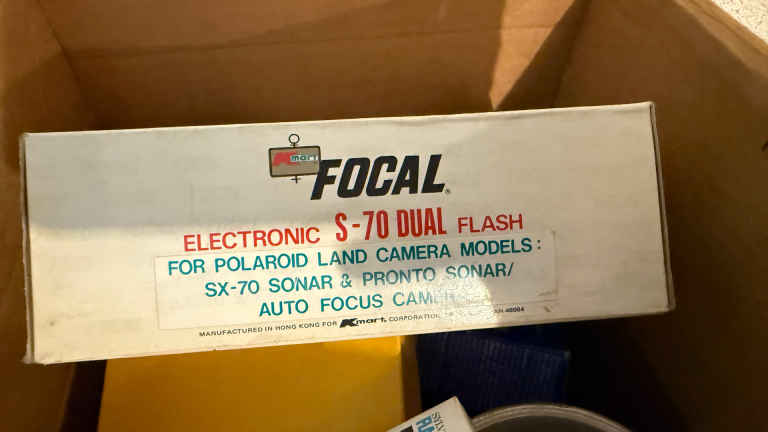 Kmart
FOCAL®
ELECTRONIC S-70 DUAL FLASH
FOR POLAROID LAND CAMERA MODELS:
SX-70 SONAR & PRONTO SONAR/
AUTO FOCUS
MANUFACTURED IN HONG KONG FOR Kmart. CORPORATION 48084